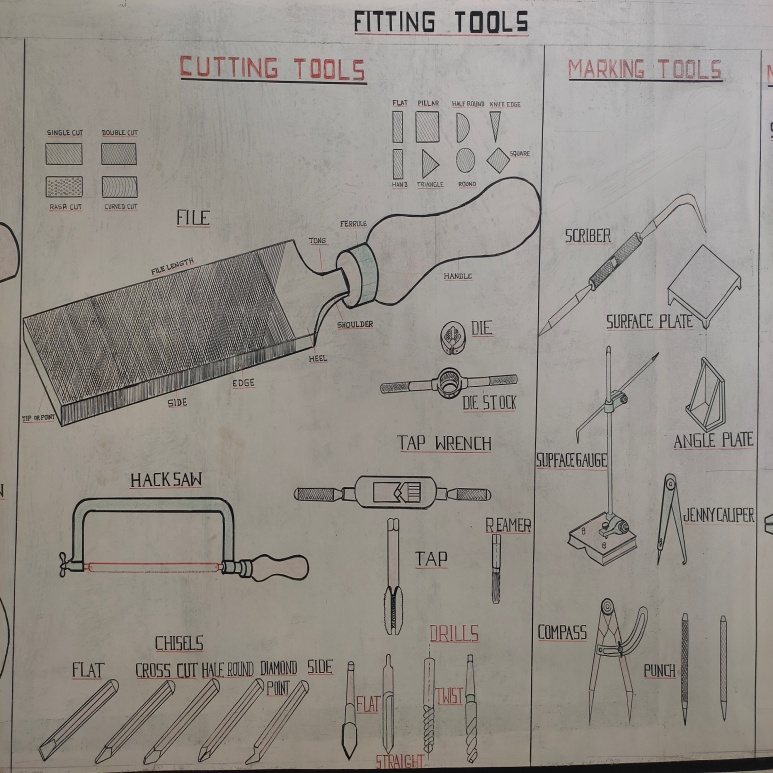 FITTING TOOLS
CUTTING TOOLS
SINGLE CUT
DOUBLE CUT
RASP CUT
CURVED CUT
FLAT
PILLAR
HALF ROUND
KNIFE EDGE
HAND
TRIANGLE
ROUND
SQUARE
FILE
FERRULE
TONG
FILE LENGTH
HANDLE
SHOULDER
HEEL
EDGE
SIDE
TIP OR POINT
DIE
DIE STOCK
TAP WRENCH
HACK SAW
REAMER
TAP
CHISELS
FLAT
CROSS CUT
HALF ROUND
DIAMOND
POINT
SIDE
DRILLS
FLAT
TWIST
STRAIGHT
MARKING TOOLS
SCRIBER
SURFACE PLATE
SURFACE GAUGE
ANGLE PLATE
JENNY CALIPER
COMPASS
PUNCH